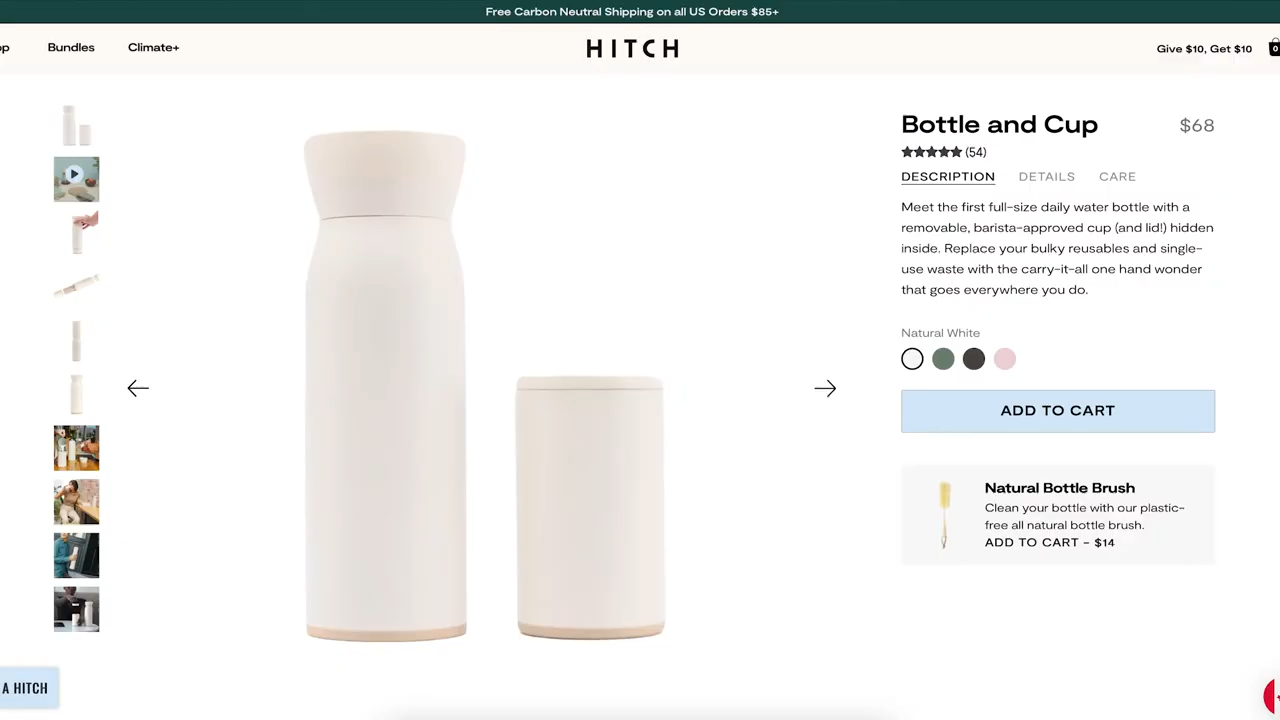 Free Carbon Neutral Shipping on all US Orders $85+
Bundles
Climate+
HITCH
Give $10, Get $10
0
Bottle and Cup
$68
(54)
DESCRIPTION
DETAILS
CARE
Meet the first full-size daily water bottle with a
removable, barista-approved cup (and lid!) hidden
inside. Replace your bulky reusables and single-
use waste with the carry-it-all one hand wonder
that goes everywhere you do.
Natural White
ADD TO CART
Natural Bottle Brush
Clean your bottle with our plastic-
free all natural bottle brush.
ADD TO CART - $14
A HITCH